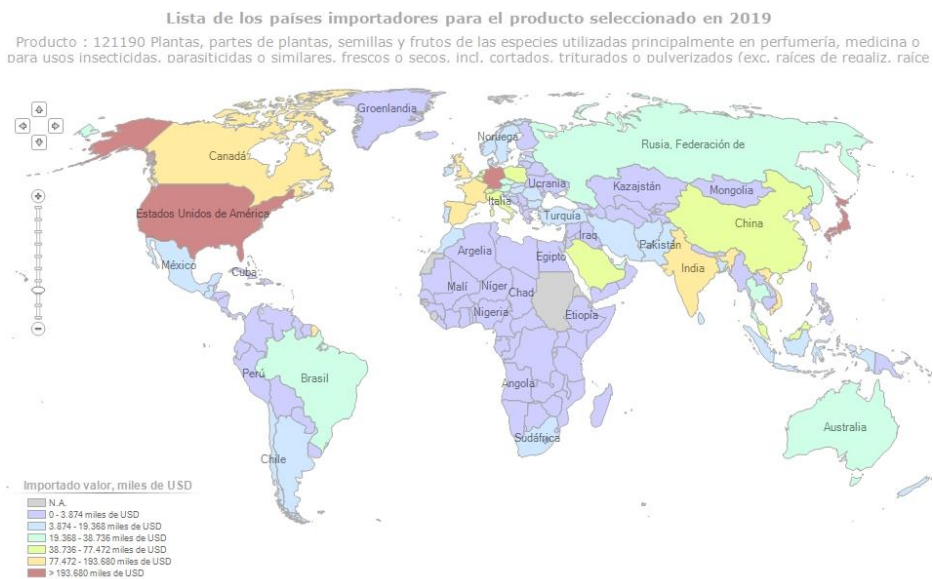 Lista de los países importadores para el producto seleccionado en 2019
Producto : 121190 Plantas, partes de plantas, semillas y frutos de las especies utilizadas principalmente en perfumería, medicina o
para usos insecticidas, parasiticidas o similares, frescos o secos, incl. cortados, triturados o pulverizados (exc. raíces de regaliz, raíce
Groenlandia
Noruega
Rusia, Federación de
Canadá
Ucrania
Kazajstán
Mongolia
Italia
Estados Unidos de América
Turquía
China
Iraq
Pakistán
Argelia
Egipto
México
India
Cuba
Malí
Níger
Chad
Nigeria
Etiopía
Perú
Brasil
Angola
Australia
Sudáfrica
Chile
Importado valor, miles de USD
N.A.
0 - 3.874 miles de USD
3.874 - 19.368 miles de USD
19.368 - 38.736 miles de USD
38.736 - 77.472 miles de USD
77.472 - 193.680 miles de USD
> 193.680 miles de USD